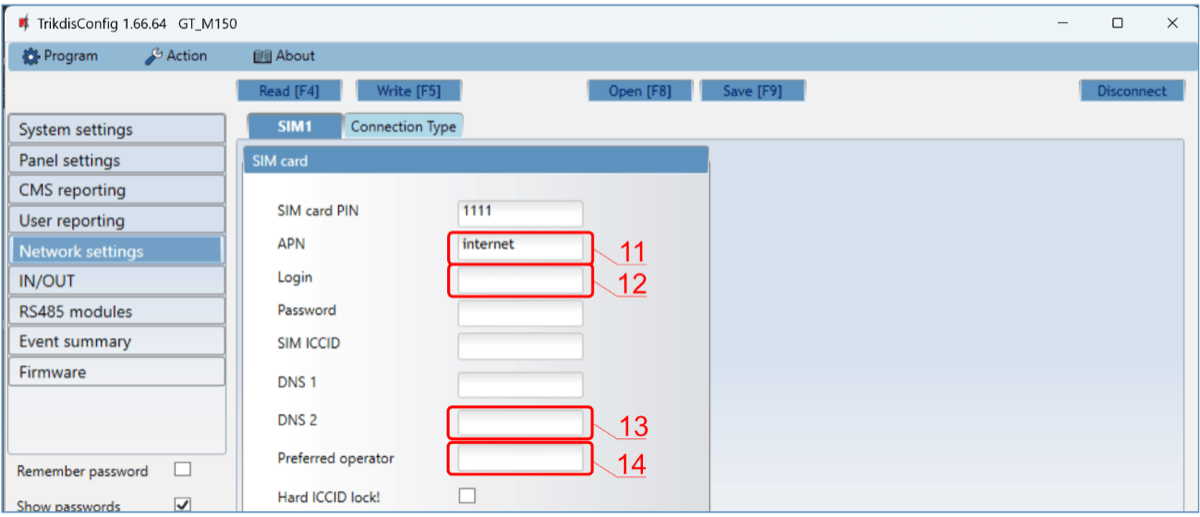 TrikdisConfig 1.66.64 GT_M150
Program Action About
Read [F4] Write [F5] Open [F8] Save [F9] Disconnect
System settings
Panel settings
CMS reporting
User reporting
Network settings
IN/OUT
RS485 modules
Event summary
Firmware
Remember password
Show passwords
SIM1 Connection Type
SIM card
SIM card PIN 1111
APN internet 11
Login 12
Password
SIM ICCID
DNS 1
DNS 2 13
Preferred operator 14
Hard ICCID lock!